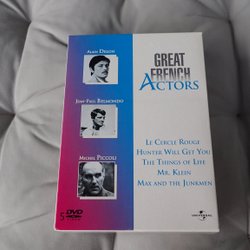 GREAT
FRENCH
ACTORS
ALAIN DELON
JEAN-PAUL BELMONDO
MICHEL PICCOLI
LE CERCLE ROUGE
HUNTER WILL GET YOU
THE THINGS OF LIFE
MR. KLEIN
MAX AND THE JUNKMEN
DVD
UNIVERSAL